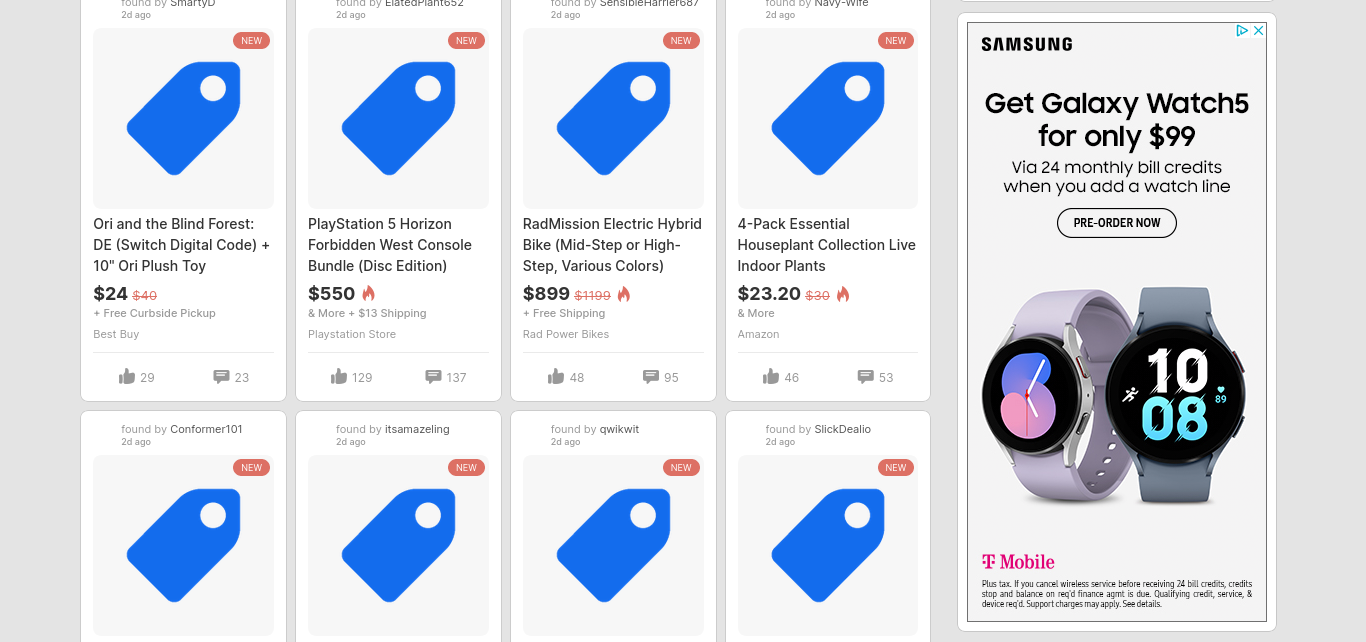 found by SmartyD
2d ago
NEW
Ori and the Blind Forest:
DE (Switch Digital Code) +
10" Ori Plush Toy
$24 $40
+ Free Curbside Pickup
Best Buy
29 23
found by ElatedPlant652
2d ago
NEW
PlayStation 5 Horizon
Forbidden West Console
Bundle (Disc Edition)
$550
& More + $13 Shipping
Playstation Store
129 137
found by SensibleHarrier687
2d ago
NEW
RadMission Electric Hybrid
Bike (Mid-Step or High-
Step, Various Colors)
$899 $1199
+ Free Shipping
Rad Power Bikes
48 95
found by Navy-Wife
2d ago
NEW
4-Pack Essential
Houseplant Collection Live
Indoor Plants
$23.20 $30
& More
Amazon
46 53
found by Conformer101
2d ago
NEW
found by itsamazeling
2d ago
NEW
found by qwikwit
2d ago
NEW
found by SlickDealio
2d ago
NEW
SAMSUNG
Get Galaxy Watch5
for only $99
Via 24 monthly bill credits
when you add a watch line
PRE-ORDER NOW
10
08
89
T Mobile
Plus tax. If you cancel wireless service before receiving 24 bill credits, credits
stop and balance on req'd finance agmt is due. Qualifying credit, service, &
device req'd. Support charges may apply. See details.